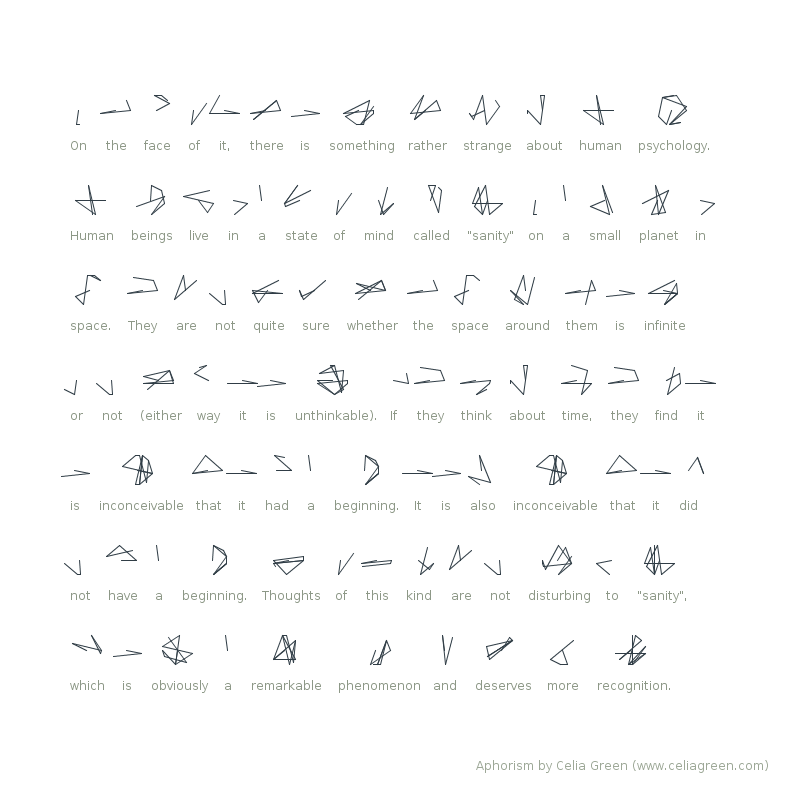 On the face of it, there is something rather strange about human psychology.
Human beings live in a state of mind called "sanity" on a small planet in
space. They are not quite sure whether the space around them is infinite
or not (either way it is unthinkable). If they think about time, they find it
is inconceivable that it had a beginning. It is also inconceivable that it did
not have a beginning. Thoughts of this kind are not disturbing to "sanity",
which is obviously a remarkable phenomenon and deserves more recognition.
Aphorism by Celia Green (www.celiagreen.com)